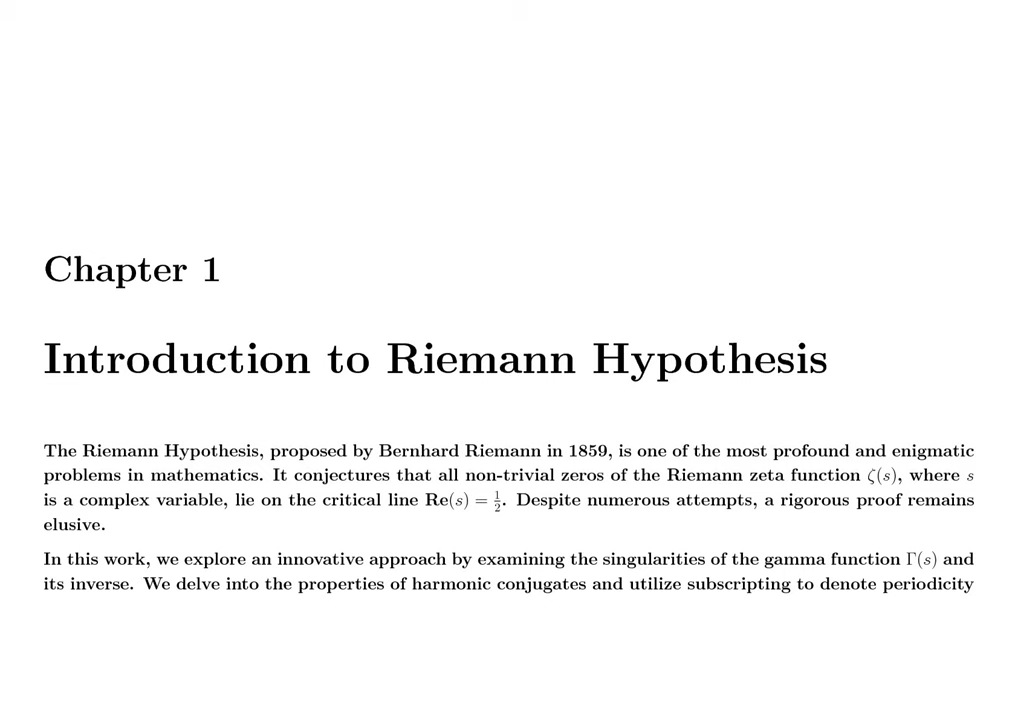 Chapter 1
Introduction to Riemann Hypothesis
The Riemann Hypothesis, proposed by Bernhard Riemann in 1859, is one of the most profound and enigmatic
problems in mathematics. It conjectures that all non-trivial zeros of the Riemann zeta function ζ(s), where s
is a complex variable, lie on the critical line Re(s) = 1/2. Despite numerous attempts, a rigorous proof remains
elusive.
In this work, we explore an innovative approach by examining the singularities of the gamma function Γ(s) and
its inverse. We delve into the properties of harmonic conjugates and utilize subscripting to denote periodicity